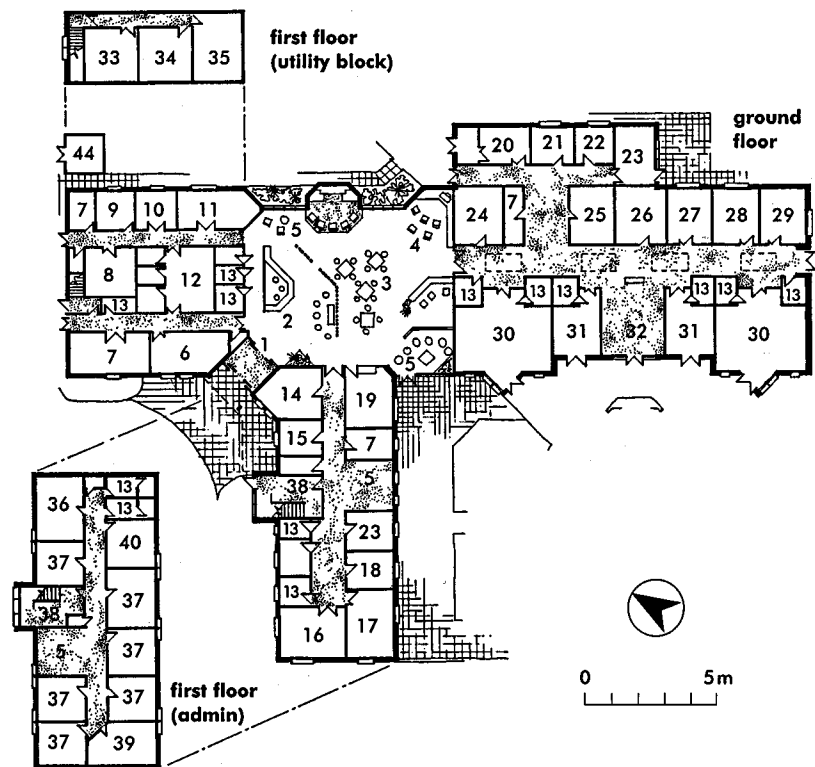 first floor
(utility block)
33 34 35
ground
floor
44
20 21 22 23
7 9 10 11
5
4
24 7 25 26 27 28 29
8
12
13
13
13
3
2
13 13 13 13 13 13
30 31 32 31 30
7 6
1
5
14 19
15 7
38 5
13 23
18
13
16 17
36 13
13
40
37
37
38
5 37
37 37
37 39
first floor
(admin)
0 5m